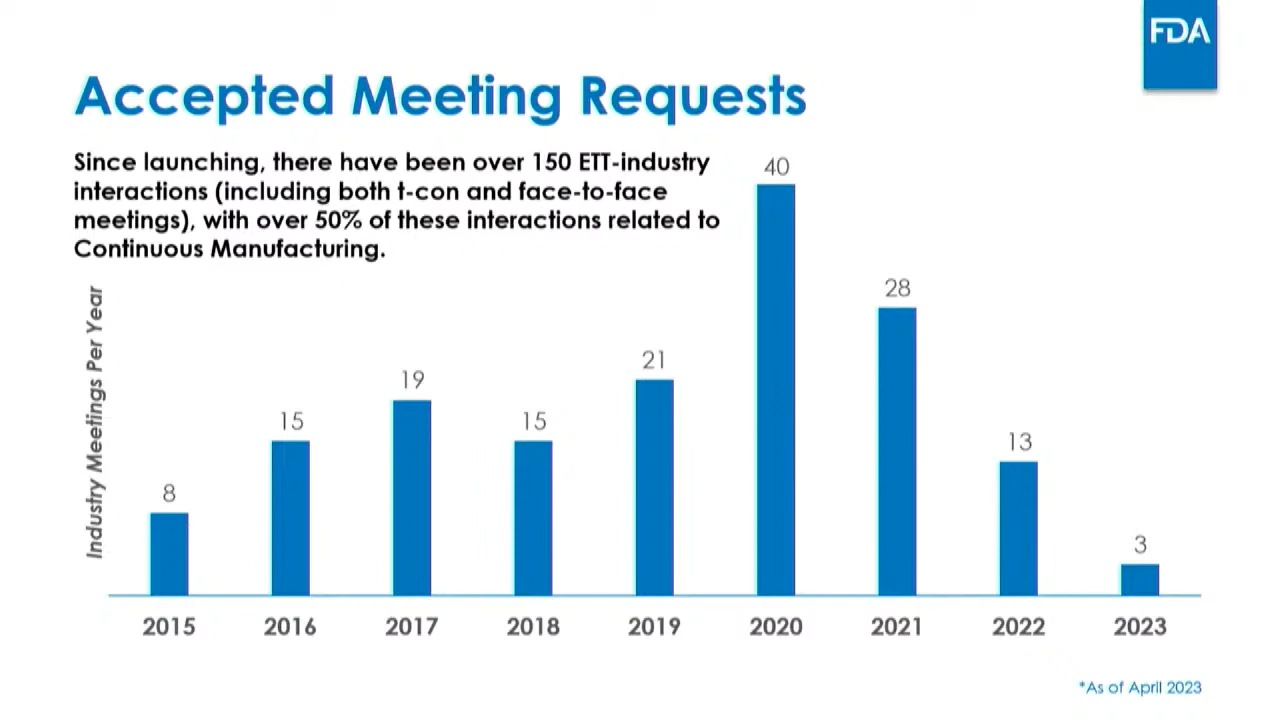 FDA
Accepted Meeting Requests
Since launching, there have been over 150 ETT-industry
interactions (including both t-con and face-to-face
meetings), with over 50% of these interactions related to
Continuous Manufacturing.
Industry Meetings Per Year
8
15
19
15
21
40
28
13
3
2015
2016
2017
2018
2019
2020
2021
2022
2023
*As of April 2023